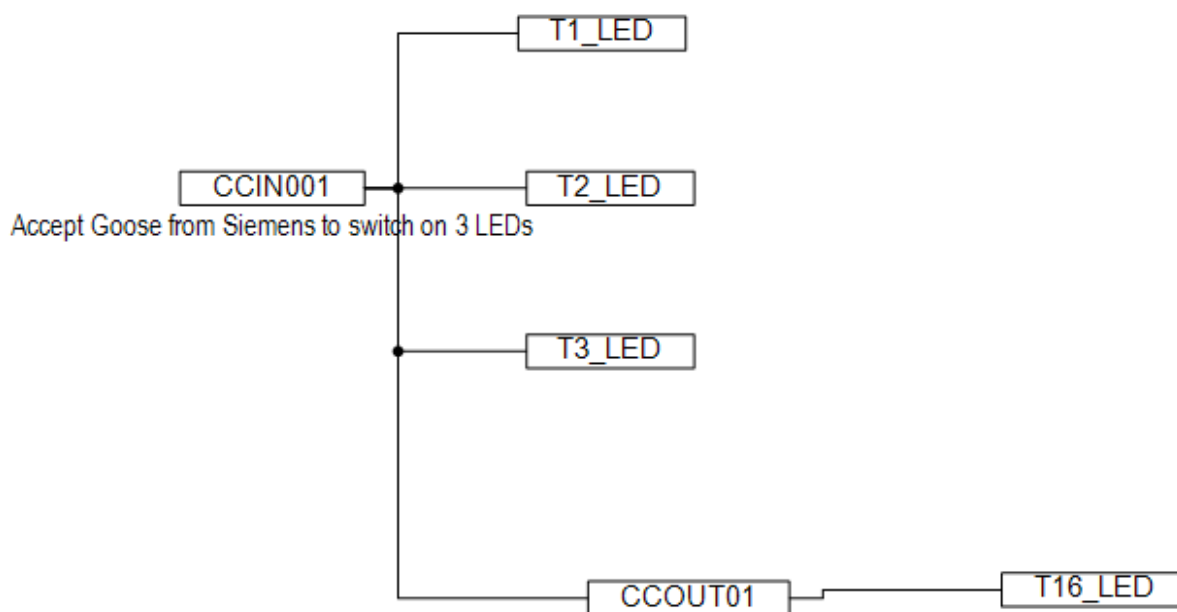 T1_LED
CCIN001
T2_LED
Accept Goose from Siemens to switch on 3 LEDs
T3_LED
CCOUT01
T16_LED